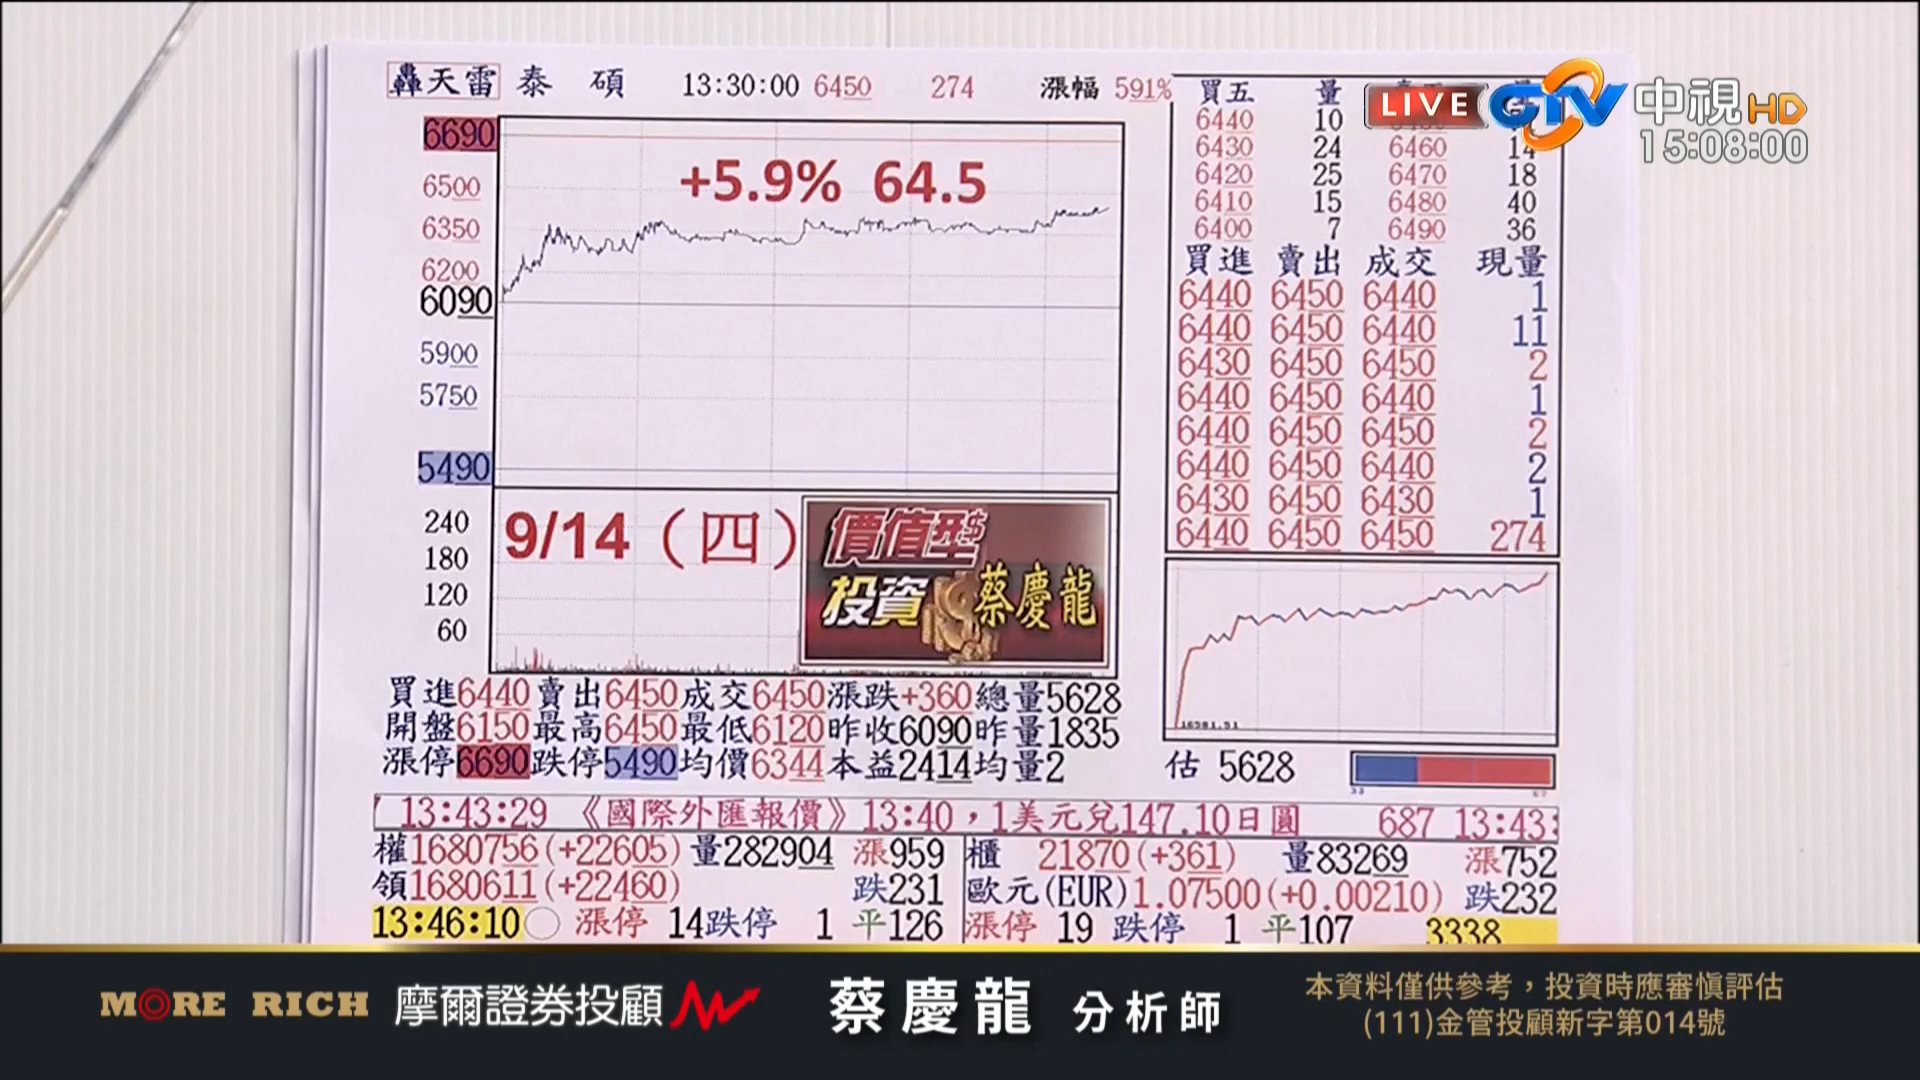 轟天雷 泰 碩 13:30:00 6450 274 漲幅 591%
6690
6500
6350
6200
6090
5900
5750
5490
240
180
120
60
+5.9% 64.5
9/14（四）
價值型$
投資 蔡慶龍
買五 量
6440 10
6430 24 6460 14
6420 25 6470 18
6410 15 6480 40
6400 7 6490 36
買進 賣出 成交 現量
6440 6450 6440 1
6440 6450 6440 11
6430 6450 6450 2
6440 6450 6440 1
6440 6450 6450 2
6440 6450 6440 2
6430 6450 6430 1
6440 6450 6450 274
16581.51
估 5628
買進6440賣出6450成交6450漲跌+360總量5628
開盤6150最高6450最低6120昨收6090昨量1835
漲停6690跌停5490均價6344本益2414均量2
13:43:29 《國際外匯報價》13:40，1美元兌147.10日圓 687 13:43:
權1680756(+22605) 量282904 漲959
領1680611(+22460) 跌231
13:46:10 漲停 14跌停 1 平126
櫃 21870(+361) 量83269 漲752
歐元(EUR)1.07500(+0.00210) 跌232
漲停 19 跌停 1 平107 3338
LIVE GTV 中視HD
15:08:00
MORE RICH 摩爾證券投顧 蔡慶龍 分析師
本資料僅供參考，投資時應審慎評估
(111)金管投顧新字第014號